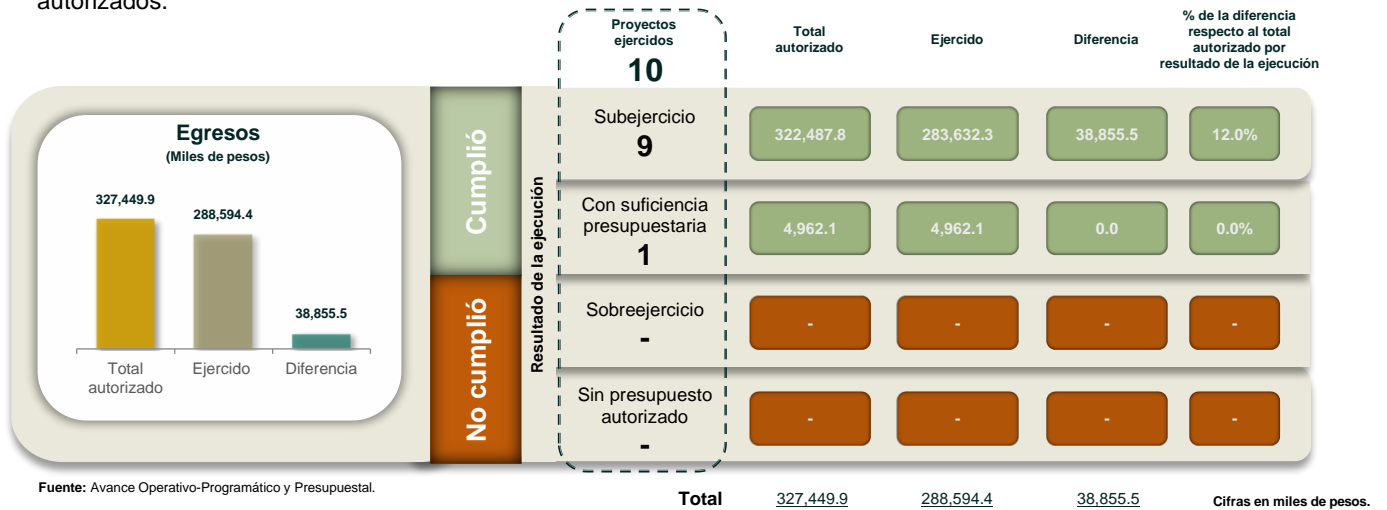 autorizados.
Proyectos
ejercidos
10
Total
autorizado
Ejercido
Diferencia
% de la diferencia
respecto al total
autorizado por
resultado de la ejecución
Egresos
(Miles de pesos)
327,449.9
288,594.4
38,855.5
Total
autorizado
Ejercido
Diferencia
Cumplió
No cumplió
Resultado de la ejecución
Subejercicio
9
322,487.8
283,632.3
38,855.5
12.0%
Con suficiencia
presupuestaria
1
4,962.1
4,962.1
0.0
0.0%
Sobreejercicio
-
-
-
-
-
Sin presupuesto
autorizado
-
-
-
-
-
Fuente: Avance Operativo-Programático y Presupuestal.
Total 327,449.9 288,594.4 38,855.5 Cifras en miles de pesos.